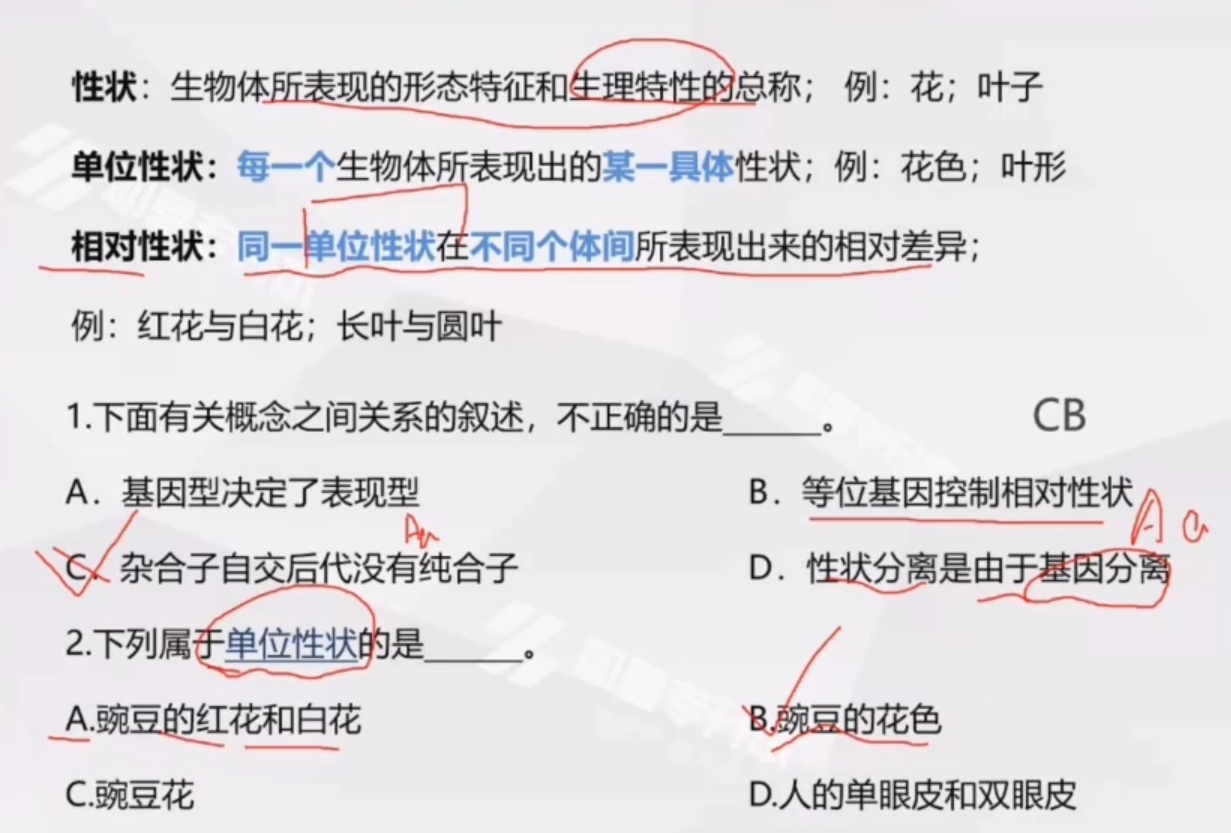 性状：生物体所表现的形态特征和生理特性的总称； 例：花；叶子
单位性状：每一个生物体所表现出的某一具体性状；例：花色；叶形
相对性状：同一单位性状在不同个体间所表现出来的相对差异；
例：红花与白花；长叶与圆叶
1.下面有关概念之间关系的叙述，不正确的是______。 CB
A．基因型决定了表现型 B．等位基因控制相对性状
Aa A a
C．杂合子自交后代没有纯合子 D．性状分离是由于基因分离
2.下列属于单位性状的是______。
A.豌豆的红花和白花 B.豌豆的花色
C.豌豆花 D.人的单眼皮和双眼皮